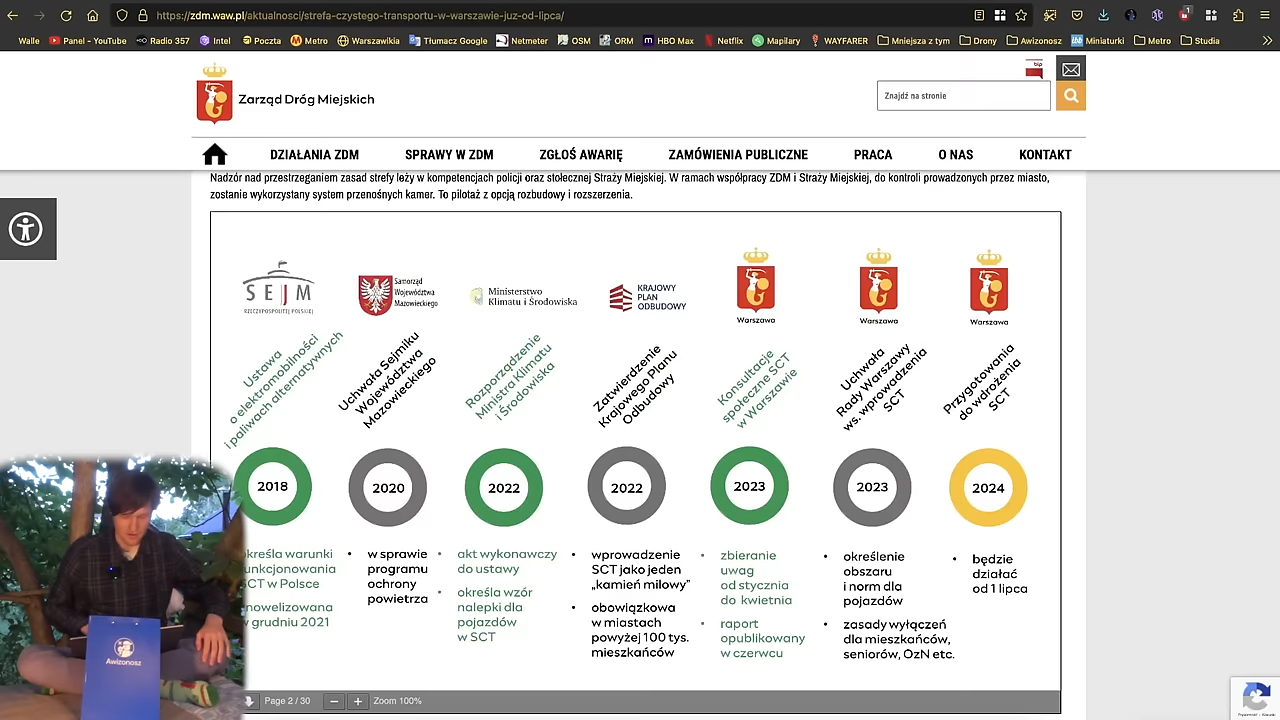 https://zdm.waw.pl/aktualnosci/strefa-czystego-transportu-w-warszawie-juz-od-lipca/
Walle
Panel - YouTube
Radio 357
Intel
Poczta
Metro
Warszawikia
Tłumacz Google
Netmeter
OSM
ORM
HBO Max
Netflix
Mapilary
WAYFARER
Mniejsza z tym
Drony
Awizonosz
Miniaturki
Metro
Studia
Zarząd Dróg Miejskich
bip
Znajdź na stronie
DZIAŁANIA ZDM
SPRAWY W ZDM
ZGŁOŚ AWARIĘ
ZAMÓWIENIA PUBLICZNE
PRACA
O NAS
KONTAKT
Nadzór nad przestrzeganiem zasad strefy leży w kompetencjach policji oraz stołecznej Straży Miejskiej. W ramach współpracy ZDM i Straży Miejskiej, do kontroli prowadzonych przez miasto,
zostanie wykorzystany system przenośnych kamer. To pilotaż z opcją rozbudowy i rozszerzenia.
SEJM
RZECZYPOSPOLITEJ POLSKIEJ
Samorząd
Województwa
Mazowieckiego
Ministerstwo
Klimatu i Środowiska
KRAJOWY
PLAN
ODBUDOWY
Warszawa
Warszawa
Warszawa
Ustawa
o elektromobilności
i paliwach alternatywnych
Uchwała Sejmiku
Województwa
Mazowieckiego
Rozporządzenie
Ministra Klimatu
i Środowiska
Zatwierdzenie
Krajowego Planu
Odbudowy
Konsultacje
społeczne SCT
w Warszawie
Uchwała
Rady Warszawy
ws. wprowadzenia
SCT
Przygotowania
do wdrożenia
SCT
2018
2020
2022
2022
2023
2023
2024
kreśla warunki
unkcjonowania
SCT w Polsce
nowelizowana
w grudniu 2021
• w sprawie
programu
ochrony
powietrza
• akt wykonawczy
do ustawy
• określa wzór
nalepki dla
pojazdów
w SCT
• wprowadzenie
SCT jako jeden
„kamień milowy”
• obowiązkowa
w miastach
powyżej 100 tys.
mieszkańców
• zbieranie
uwag
od stycznia
do kwietnia
• raport
opublikowany
w czerwcu
• określenie
obszaru
i norm dla
pojazdów
• zasady wyłączeń
dla mieszkańców,
seniorów, OzN etc.
• będzie
działać
od 1 lipca
Awizonosz
Page 2 / 30
Zoom 100%